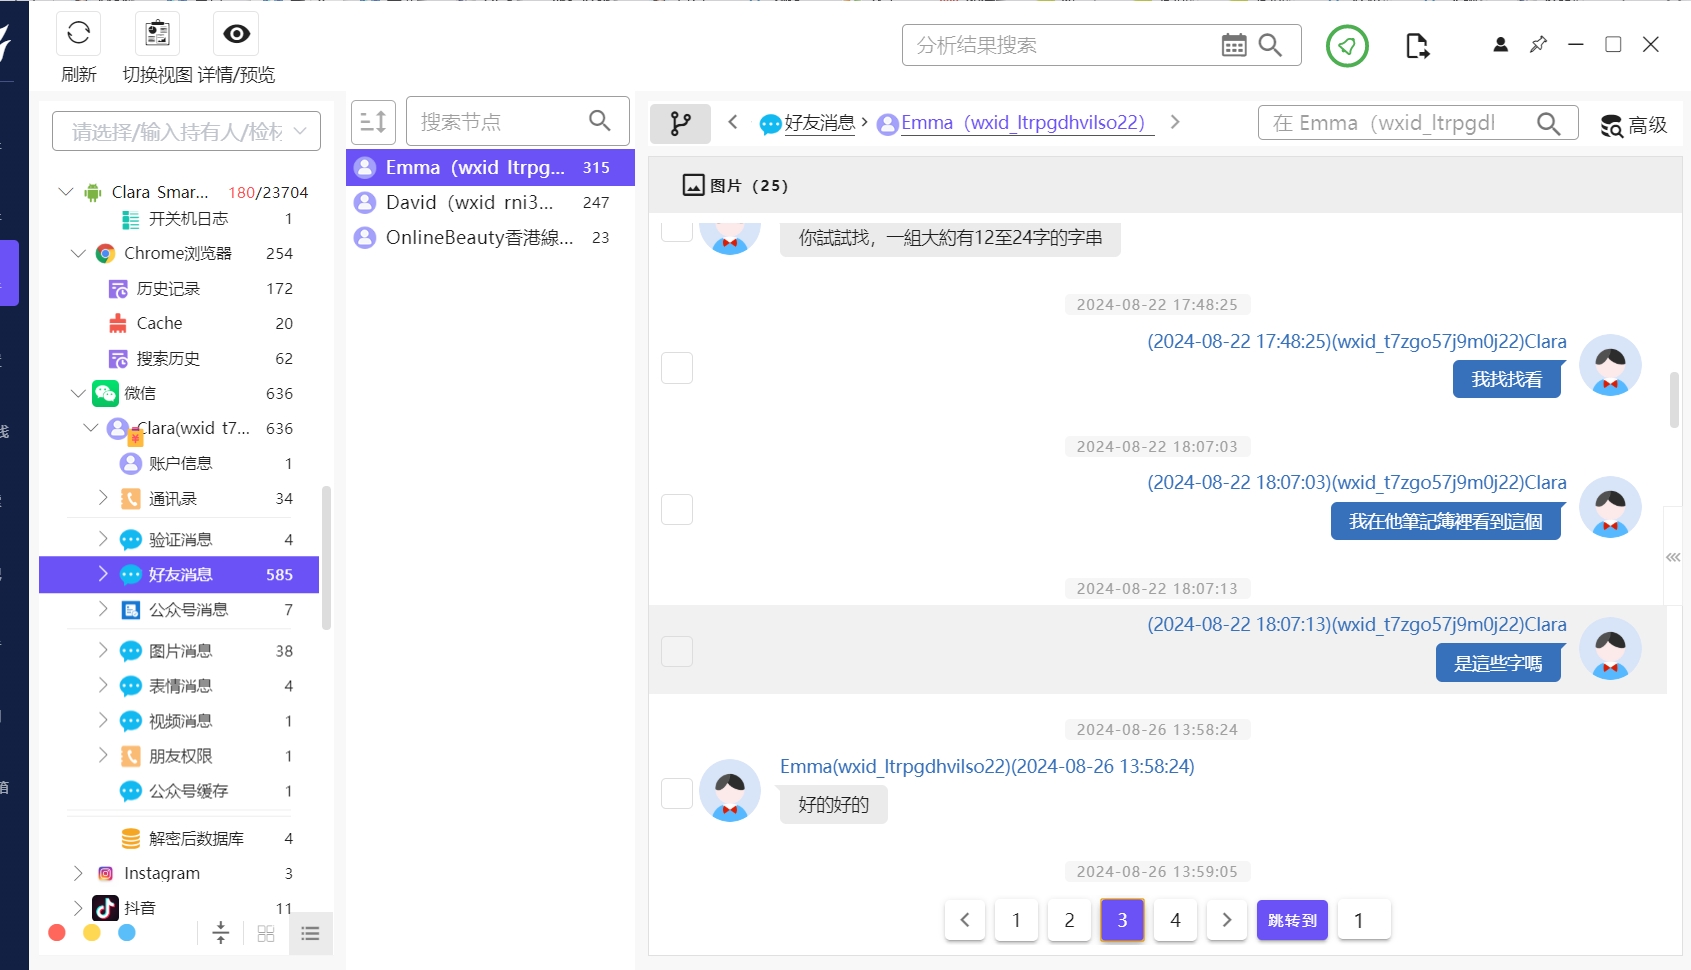 刷新
切换视图
详情/预览
分析结果搜索
请选择/输入持有人/检材
Clara Smar... 180/23704
开关机日志 1
Chrome浏览器 254
历史记录 172
Cache 20
搜索历史 62
微信 636
Clara(wxid t7... 636
账户信息 1
通讯录 34
验证消息 4
好友消息 585
公众号消息 7
图片消息 38
表情消息 4
视频消息 1
朋友权限 1
公众号缓存 1
解密后数据库 4
Instagram 3
抖音 11
搜索节点
Emma（wxid ltrpg... 315
David（wxid rni3... 247
OnlineBeauty香港線... 23
好友消息
Emma（wxid_ltrpgdhvilso22）
在 Emma（wxid_ltrpgdl
高级
图片（25）
你試試找，一組大約有12至24字的字串
2024-08-22 17:48:25
(2024-08-22 17:48:25)(wxid_t7zgo57j9m0j22)Clara
我找找看
2024-08-22 18:07:03
(2024-08-22 18:07:03)(wxid_t7zgo57j9m0j22)Clara
我在他筆記簿裡看到這個
2024-08-22 18:07:13
(2024-08-22 18:07:13)(wxid_t7zgo57j9m0j22)Clara
是這些字嗎
2024-08-26 13:58:24
Emma(wxid_ltrpgdhvilso22)(2024-08-26 13:58:24)
好的好的
2024-08-26 13:59:05
1 2 3 4 跳转到 1